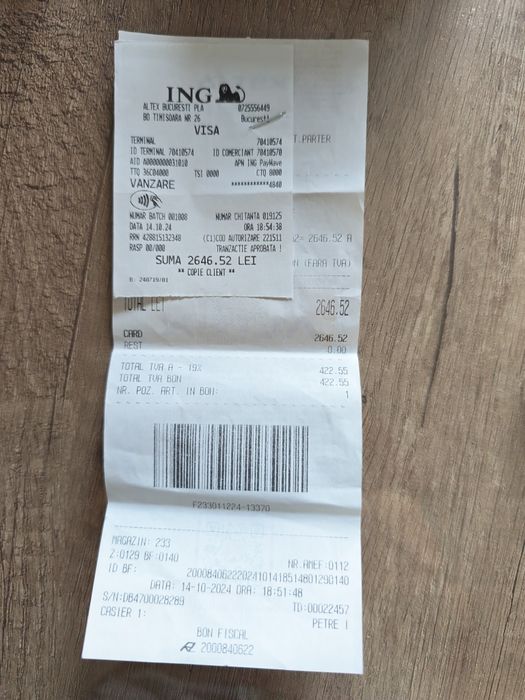 ING
ALTEX BUCURESTI PLA 0725556449
BD TIMISOARA NR 26 Bucuresti
VISA
TERMINAL 70410574
ID TERMINAL 70410574 ID COMERCIANT 70410570
AID A0000000031010 APN ING PayWave
TTQ 36C04000 TSI 0000 CTQ 8000
VANZARE ************4840
NUMAR BATCH 001008 NUMAR CHITANTA 019125
DATA 14.10.24 ORA 18:54:38
RRN 428815132348 (C1)COD AUTORIZARE 221511
RASP 00/000 TRANZACTIE APROBATA !
SUMA 2646.52 LEI
** COPIE CLIENT **
B: 240719/01
T.PARTER
2= 2646.52 A
(FARA TVA)
TOTAL LEI 2646.52
CARD 2646.52
REST 0.00
TOTAL TVA A - 19% 422.55
TOTAL TVA BON 422.55
NR. POZ. ART. IN BON: 1
F233011224-13370
MAGAZIN: 233
Z:0129 BF:0140 NR.AMEF:0112
ID BF: 2000840622202410141851480129 0140
DATA: 14-10-2024 ORA: 18:51:48
S/N:DB4700028289 TD:00022457
CASIER 1: PETRE I
BON FISCAL
2000840622